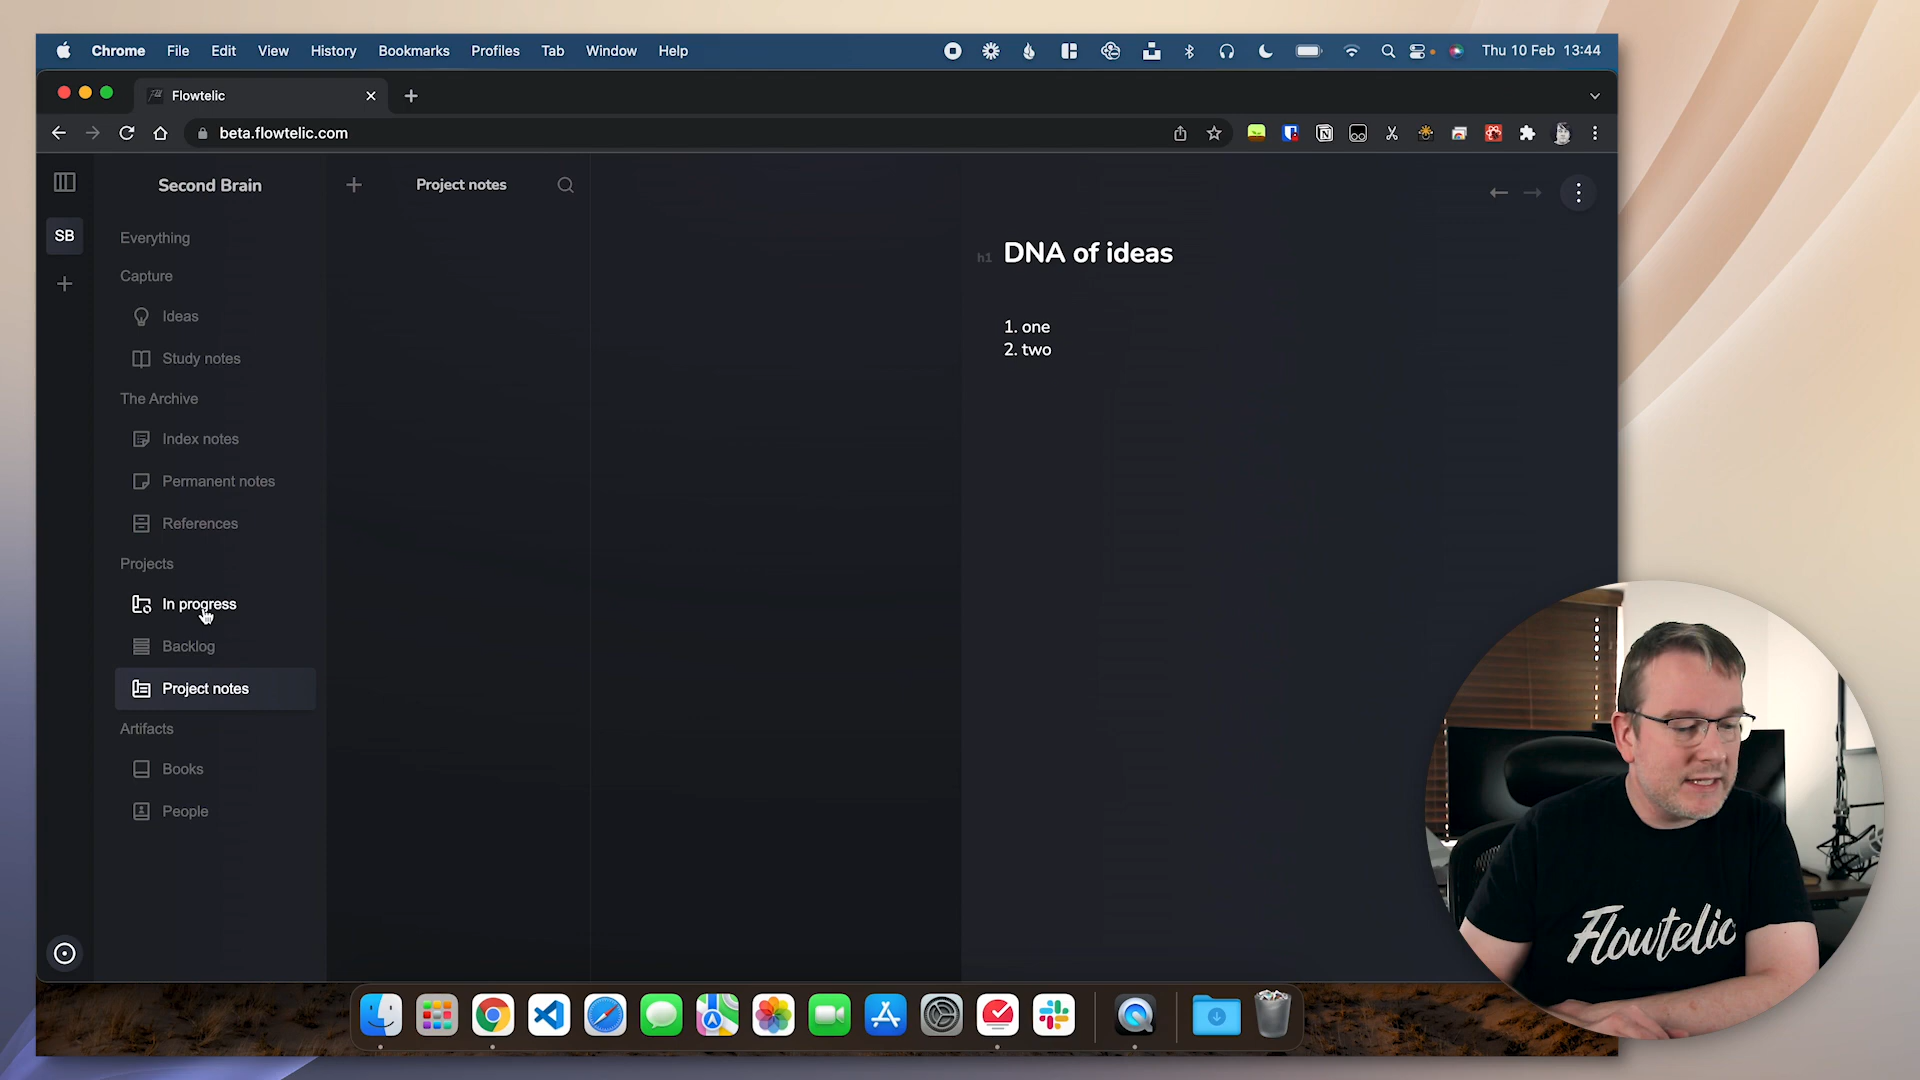 Chrome File Edit View History Bookmarks Profiles Tab Window Help
Thu 10 Feb 13:44
Flowtelic
beta.flowtelic.com
Second Brain
SB
Everything
Capture
Ideas
Study notes
The Archive
Index notes
Permanent notes
References
Projects
In progress
Backlog
Project notes
Artifacts
Books
People
Project notes
h1 DNA of ideas
1. one
2. two
Flowtelic